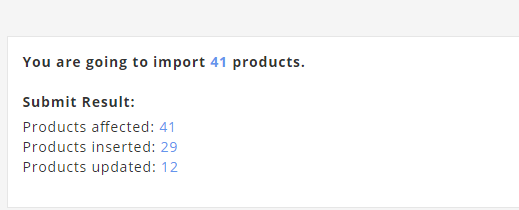 You are going to import 41 products.
Submit Result:
Products affected: 41
Products inserted: 29
Products updated: 12